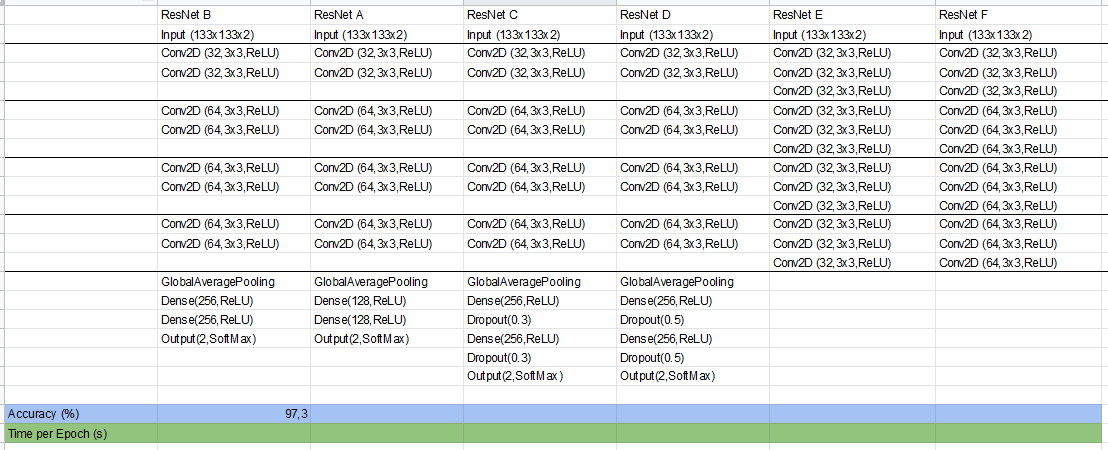 ResNet B ResNet A ResNet C ResNet D ResNet E ResNet F
Input (133x133x2) Input (133x133x2) Input (133x133x2) Input (133x133x2) Input (133x133x2) Input (133x133x2)
Conv2D (32,3x3,ReLU) Conv2D (32,3x3,ReLU) Conv2D (32,3x3,ReLU) Conv2D (32,3x3,ReLU) Conv2D (32,3x3,ReLU) Conv2D (32,3x3,ReLU)
Conv2D (32,3x3,ReLU) Conv2D (32,3x3,ReLU) Conv2D (32,3x3,ReLU) Conv2D (32,3x3,ReLU) Conv2D (32,3x3,ReLU) Conv2D (32,3x3,ReLU)
Conv2D (32,3x3,ReLU) Conv2D (32,3x3,ReLU)
Conv2D (64,3x3,ReLU) Conv2D (64,3x3,ReLU) Conv2D (64,3x3,ReLU) Conv2D (64,3x3,ReLU) Conv2D (32,3x3,ReLU) Conv2D (64,3x3,ReLU)
Conv2D (64,3x3,ReLU) Conv2D (64,3x3,ReLU) Conv2D (64,3x3,ReLU) Conv2D (64,3x3,ReLU) Conv2D (32,3x3,ReLU) Conv2D (64,3x3,ReLU)
Conv2D (32,3x3,ReLU) Conv2D (64,3x3,ReLU)
Conv2D (64,3x3,ReLU) Conv2D (64,3x3,ReLU) Conv2D (64,3x3,ReLU) Conv2D (64,3x3,ReLU) Conv2D (32,3x3,ReLU) Conv2D (64,3x3,ReLU)
Conv2D (64,3x3,ReLU) Conv2D (64,3x3,ReLU) Conv2D (64,3x3,ReLU) Conv2D (64,3x3,ReLU) Conv2D (32,3x3,ReLU) Conv2D (64,3x3,ReLU)
Conv2D (32,3x3,ReLU) Conv2D (64,3x3,ReLU)
Conv2D (64,3x3,ReLU) Conv2D (64,3x3,ReLU) Conv2D (64,3x3,ReLU) Conv2D (64,3x3,ReLU) Conv2D (32,3x3,ReLU) Conv2D (64,3x3,ReLU)
Conv2D (64,3x3,ReLU) Conv2D (64,3x3,ReLU) Conv2D (64,3x3,ReLU) Conv2D (64,3x3,ReLU) Conv2D (32,3x3,ReLU) Conv2D (64,3x3,ReLU)
Conv2D (32,3x3,ReLU) Conv2D (64,3x3,ReLU)
GlobalAveragePooling GlobalAveragePooling GlobalAveragePooling GlobalAveragePooling
Dense(256,ReLU) Dense(128,ReLU) Dense(256,ReLU) Dense(256,ReLU)
Dense(256,ReLU) Dense(128,ReLU) Dropout(0.3) Dropout(0.5)
Output(2,SoftMax) Output(2,SoftMax) Dense(256,ReLU) Dense(256,ReLU)
Dropout(0.3) Dropout(0.5)
Output(2,SoftMax) Output(2,SoftMax)
Accuracy (%) 97,3
Time per Epoch (s)